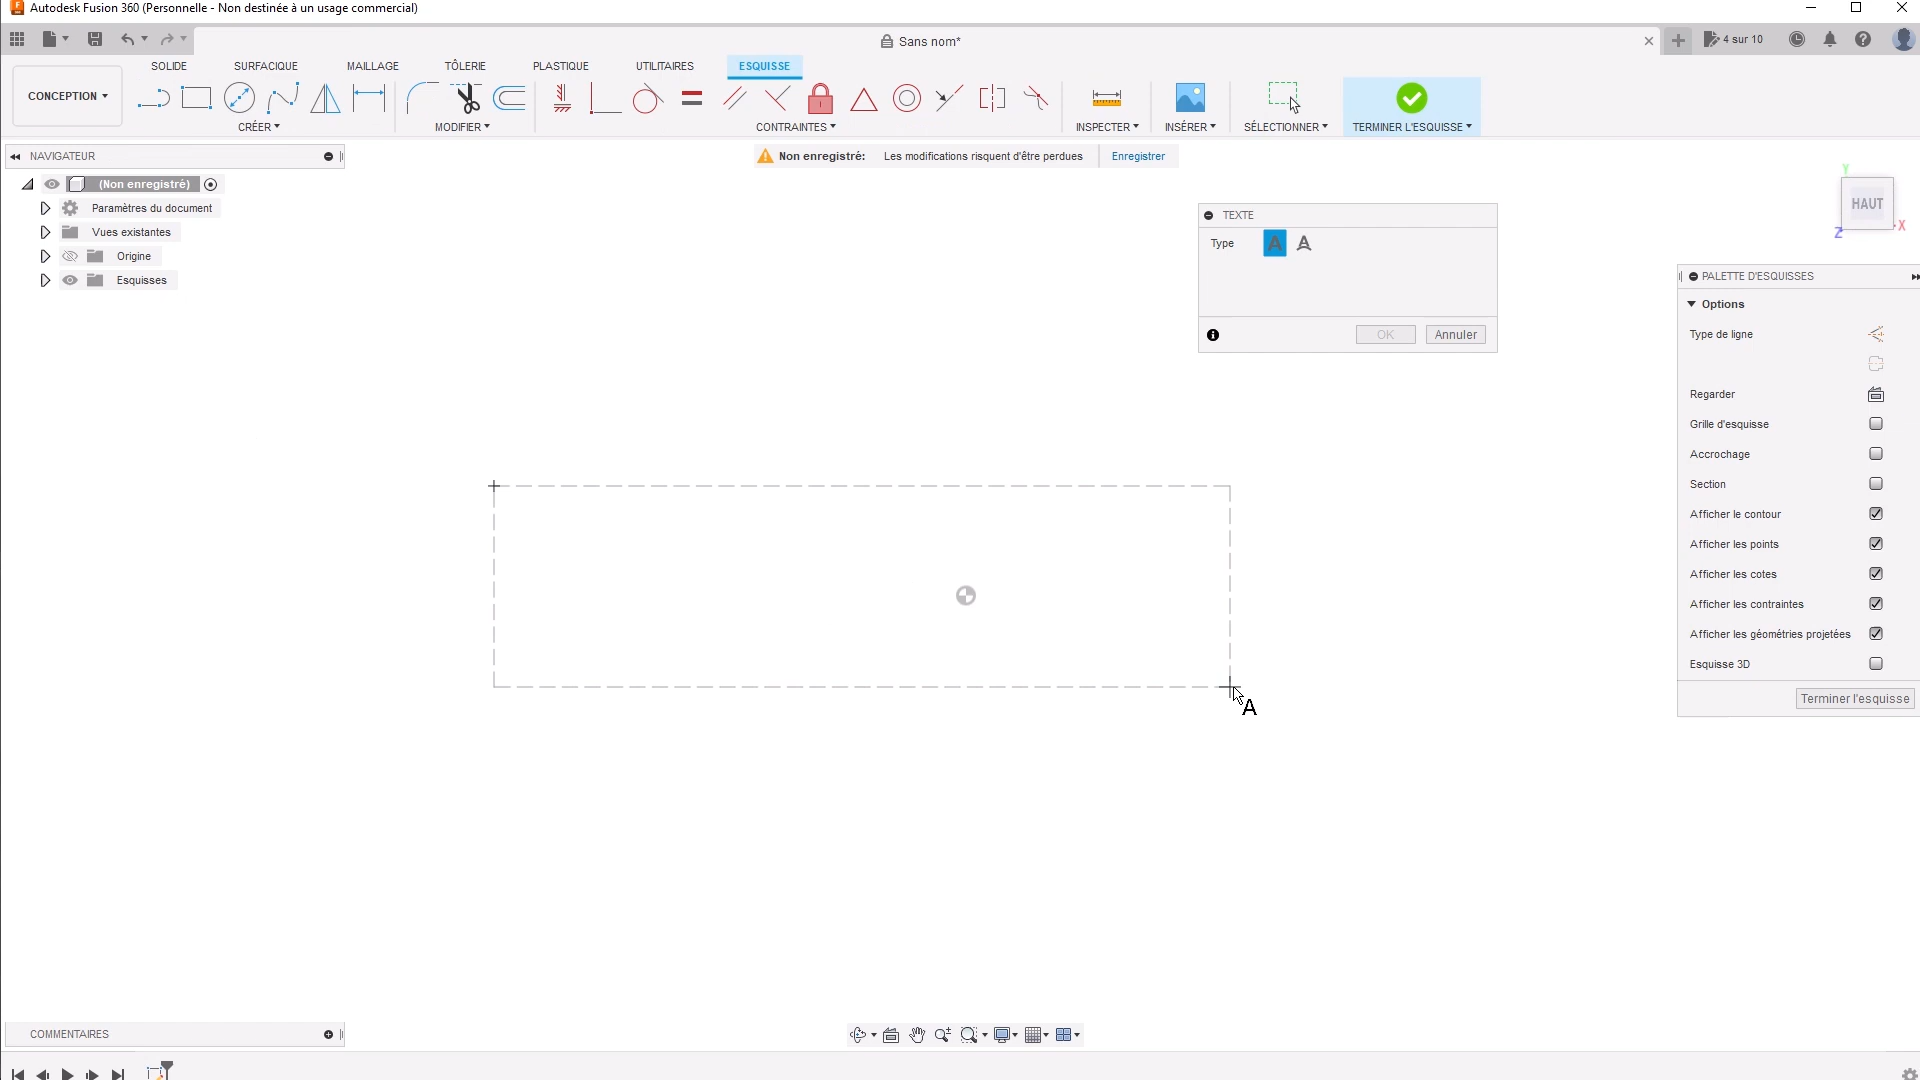 Autodesk Fusion 360 (Personnelle - Non destinée à un usage commercial)
Sans nom*
4 sur 10
SOLIDE
SURFACIQUE
MAILLAGE
TÔLERIE
PLASTIQUE
UTILITAIRES
ESQUISSE
CONCEPTION
CRÉER
MODIFIER
CONTRAINTES
INSPECTER
INSÉRER
SÉLECTIONNER
TERMINER L'ESQUISSE
NAVIGATEUR
Non enregistré: Les modifications risquent d'être perdues
Enregistrer
(Non enregistré)
Paramètres du document
Vues existantes
Origine
Esquisses
Y
HAUT
X
Z
TEXTE
Type
A A
OK
Annuler
PALETTE D'ESQUISSES
Options
Type de ligne
Regarder
Grille d'esquisse
Accrochage
Section
Afficher le contour
Afficher les points
Afficher les cotes
Afficher les contraintes
Afficher les géométries projetées
Esquisse 3D
Terminer l'esquisse
A
COMMENTAIRES